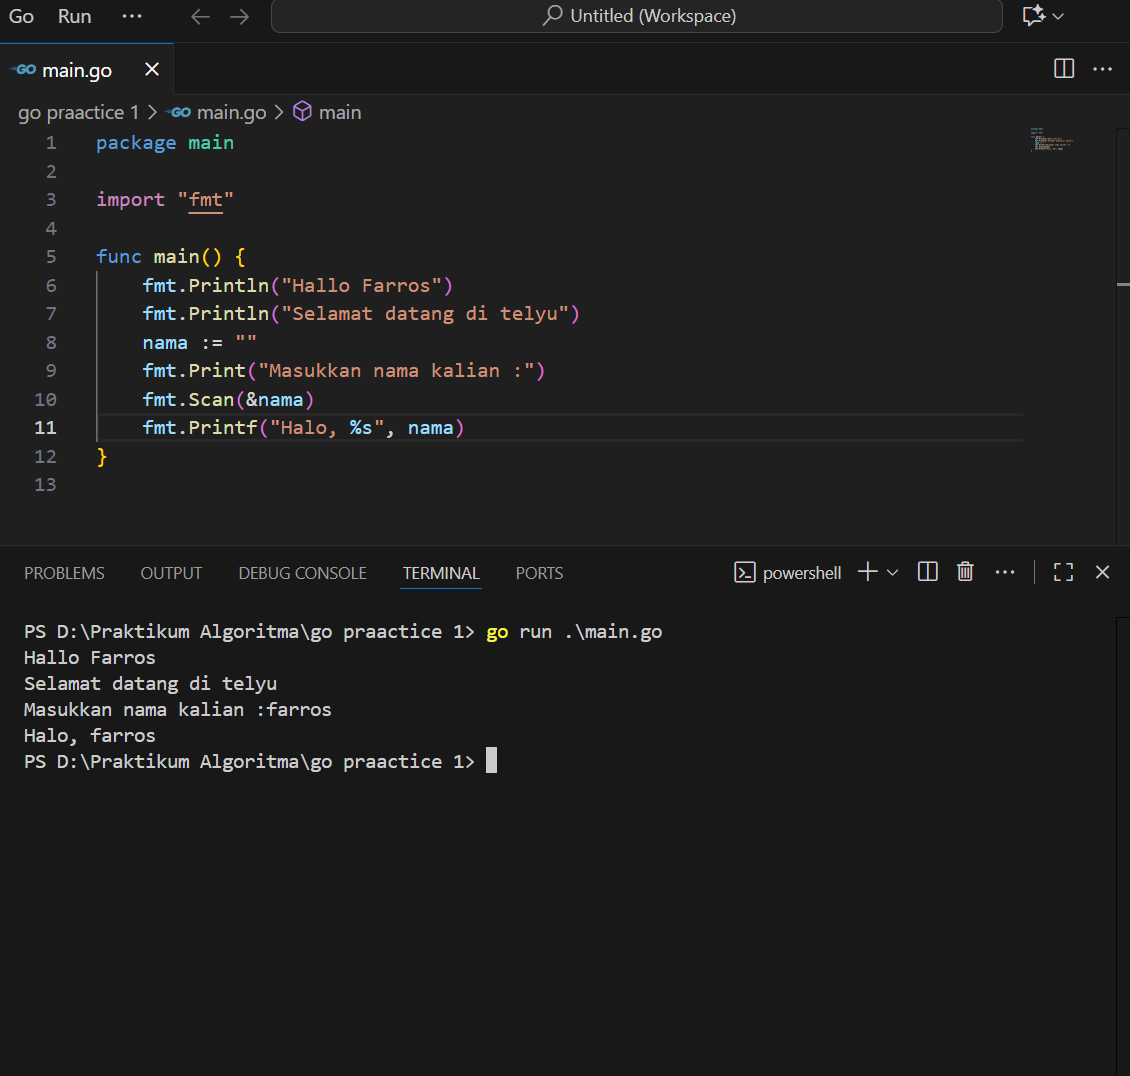 Go Run ··· Untitled (Workspace)
GO main.go
go praactice 1 > GO main.go > main
1 package main
2
3 import "fmt"
4
5 func main() {
6 fmt.Println("Hallo Farros")
7 fmt.Println("Selamat datang di telyu")
8 nama := ""
9 fmt.Print("Masukkan nama kalian :")
10 fmt.Scan(&nama)
11 fmt.Printf("Halo, %s", nama)
12 }
13
PROBLEMS OUTPUT DEBUG CONSOLE TERMINAL PORTS powershell
PS D:\Praktikum Algoritma\go praactice 1> go run .\main.go
Hallo Farros
Selamat datang di telyu
Masukkan nama kalian :farros
Halo, farros
PS D:\Praktikum Algoritma\go praactice 1>